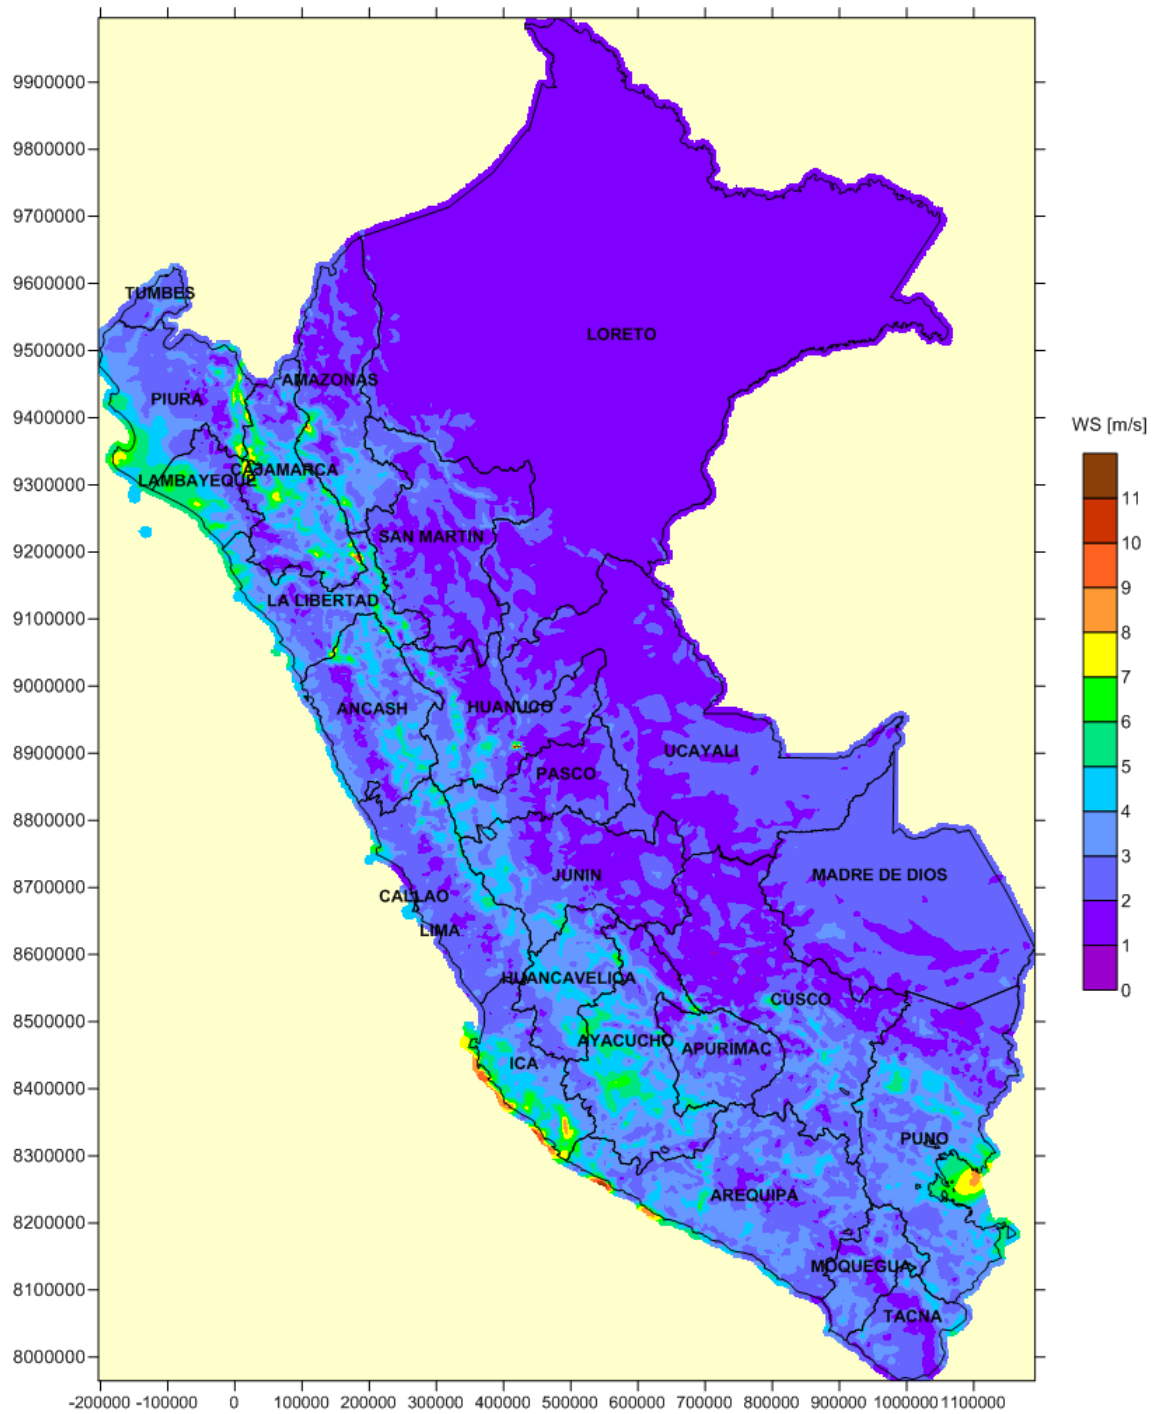 9900000
9800000
9700000
9600000
9500000
9400000
9300000
9200000
9100000
9000000
8900000
8800000
8700000
8600000
8500000
8400000
8300000
8200000
8100000
8000000
TUMBES
LORETO
AMAZONAS
PIURA
CAJAMARCA
LAMBAYEQUE
SAN MARTIN
LA LIBERTAD
ANCASH
HUANUCO
UCAYALI
PASCO
JUNIN
MADRE DE DIOS
CALLAO
LIMA
HUANCAVELICA
CUSCO
AYACUCHO
APURIMAC
ICA
PUNO
AREQUIPA
MOQUEGUA
TACNA
WS [m/s]
11
10
9
8
7
6
5
4
3
2
1
0
-200000 -100000 0 100000 200000 300000 400000 500000 600000 700000 800000 900000 1000000 1100000